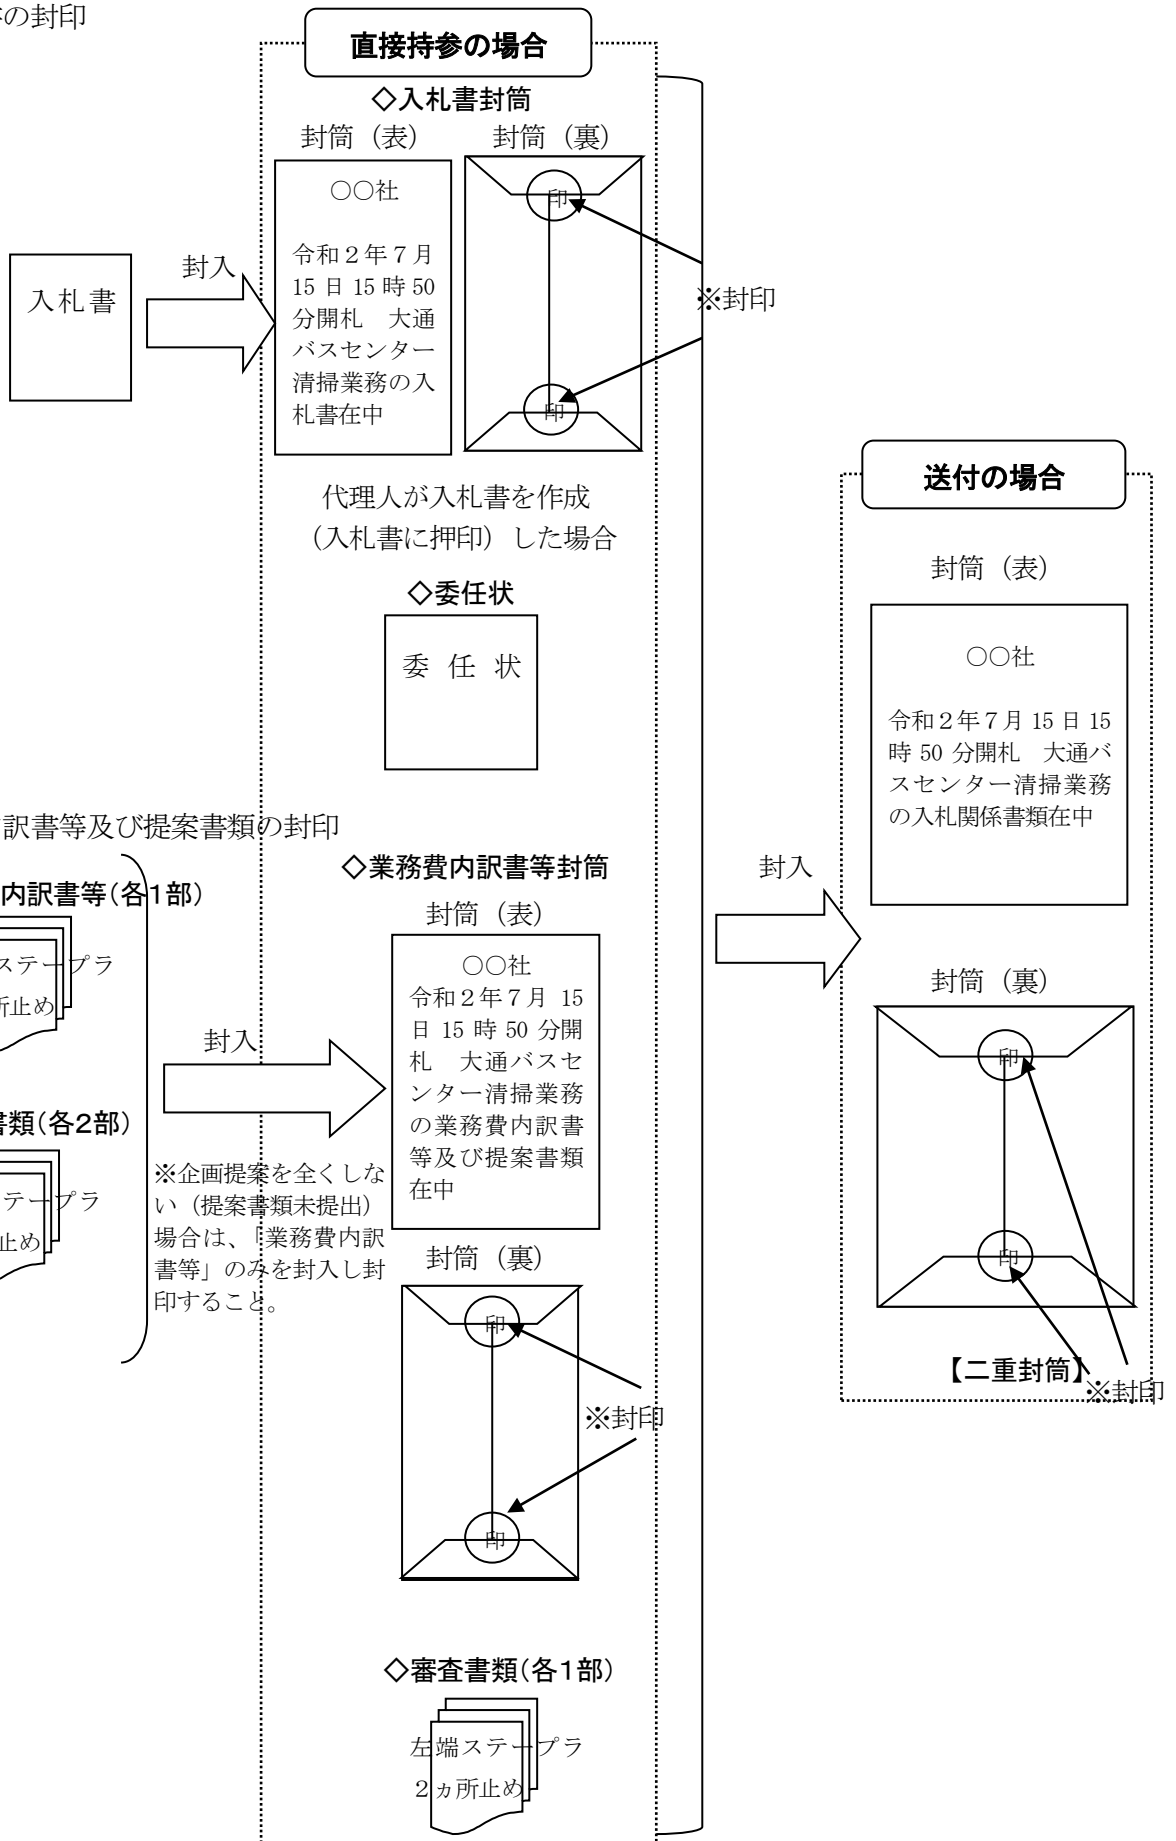 の封印
直接持参の場合
◇入札書封筒
封筒（表）
封筒（裏）
○○社
令和２年７月
15 日 15 時 50
分開札　大通
バスセンター
清掃業務の入
札書在中
印
印
※封印
入札書
封入
代理人が入札書を作成
（入札書に押印）した場合
◇委任状
委 任 状
訳書等及び提案書類の封印
内訳書等（各１部）
ステープラ
所止め
書類（各２部）
テープラ
止め
封入
※企画提案を全くしな
い（提案書類未提出）
場合は、「業務費内訳
書等」のみを封入し封
印すること。
◇業務費内訳書等封筒
封筒（表）
○○社
令和２年７月 15
日 15 時 50 分開
札　大通バスセ
ンター清掃業務
の業務費内訳書
等及び提案書類
在中
封筒（裏）
印
印
※封印
◇審査書類（各１部）
左端ステープラ
２ヵ所止め
封入
送付の場合
封筒（表）
○○社
令和２年７月 15 日 15
時 50 分開札　大通バ
スセンター清掃業務
の入札関係書類在中
封筒（裏）
印
印
【二重封筒】
※封印